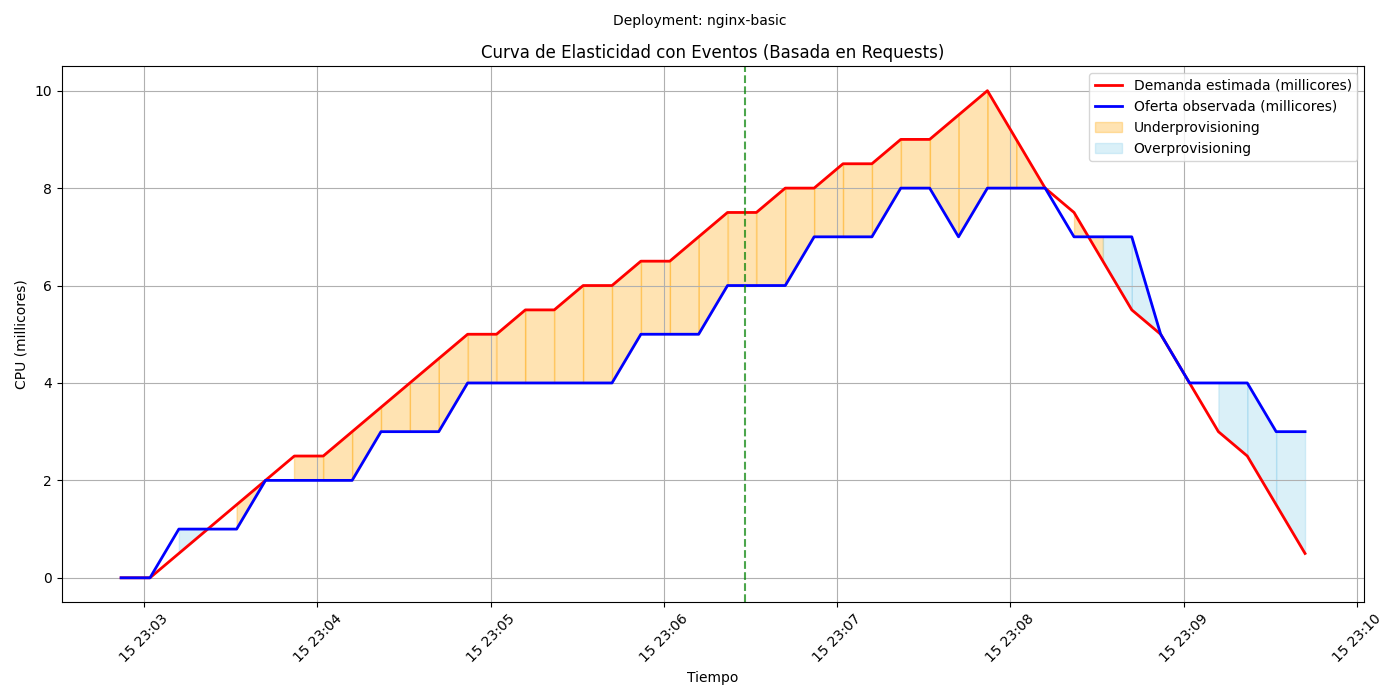 Deployment: nginx-basic
Curva de Elasticidad con Eventos (Basada en Requests)
Demanda estimada (millicores)
Oferta observada (millicores)
Underprovisioning
Overprovisioning
CPU (millicores)
10
8
6
4
2
0
15 23:03
15 23:04
15 23:05
15 23:06
15 23:07
15 23:08
15 23:09
15 23:10
Tiempo